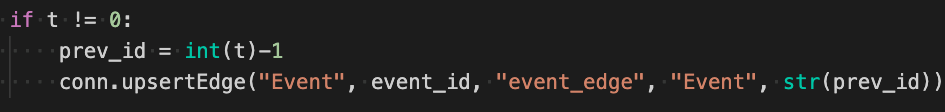 if t != 0:
    prev_id = int(t)-1
    conn.upsertEdge("Event", event_id, "event_edge", "Event", str(prev_id))